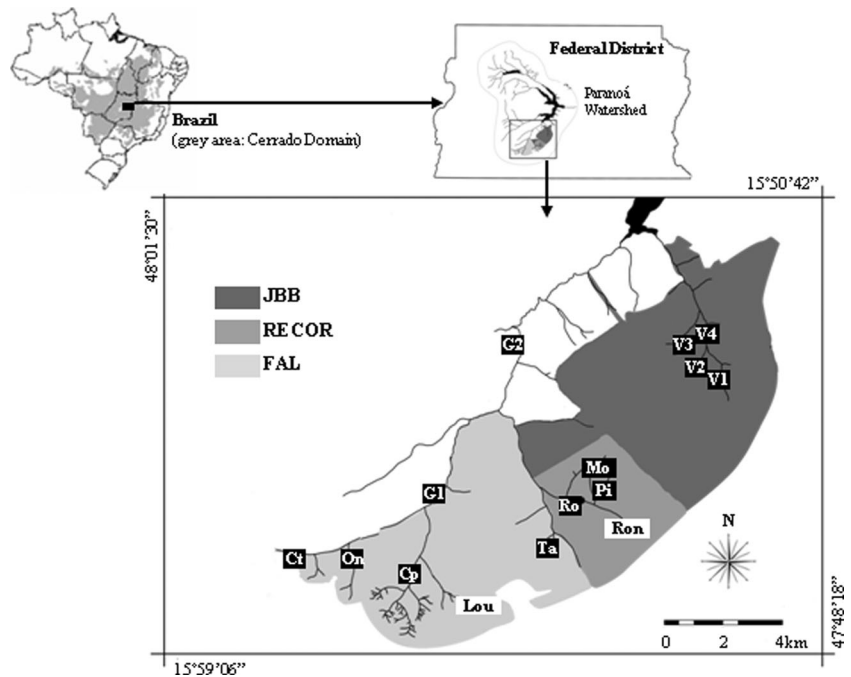 Federal District
Paranoá
Watershed
Brazil
(grey area: Cerrado Domain)
15°50'42”
48°01'30”
JBB
RECOR
FAL
G2
V3
V4
V2
V1
G1
Mo
Pi
Ro
Ron
Ta
Ct
On
Cp
Lou
N
0 2 4km
15°59'06”
47°48'18”